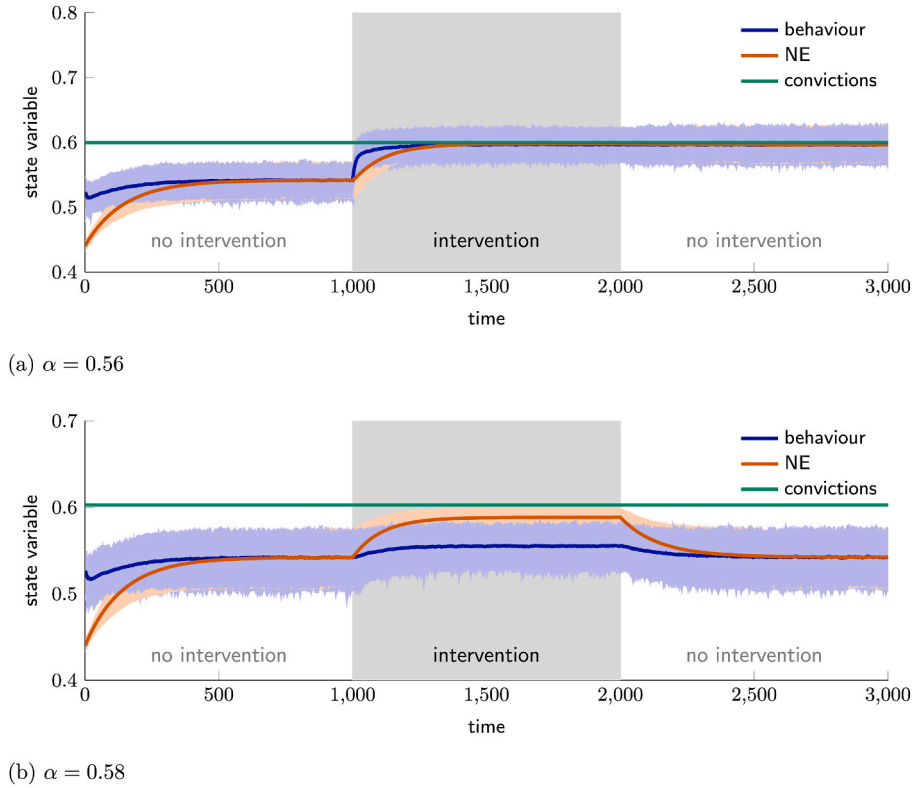 0.8
0.7
0.6
0.5
0.4
state variable
behaviour
NE
convictions
no intervention
intervention
no intervention
0 500 1,000 1,500 2,000 2,500 3,000
time
(a) α = 0.56
0.7
0.6
0.5
0.4
state variable
behaviour
NE
convictions
no intervention
intervention
no intervention
0 500 1,000 1,500 2,000 2,500 3,000
time
(b) α = 0.58